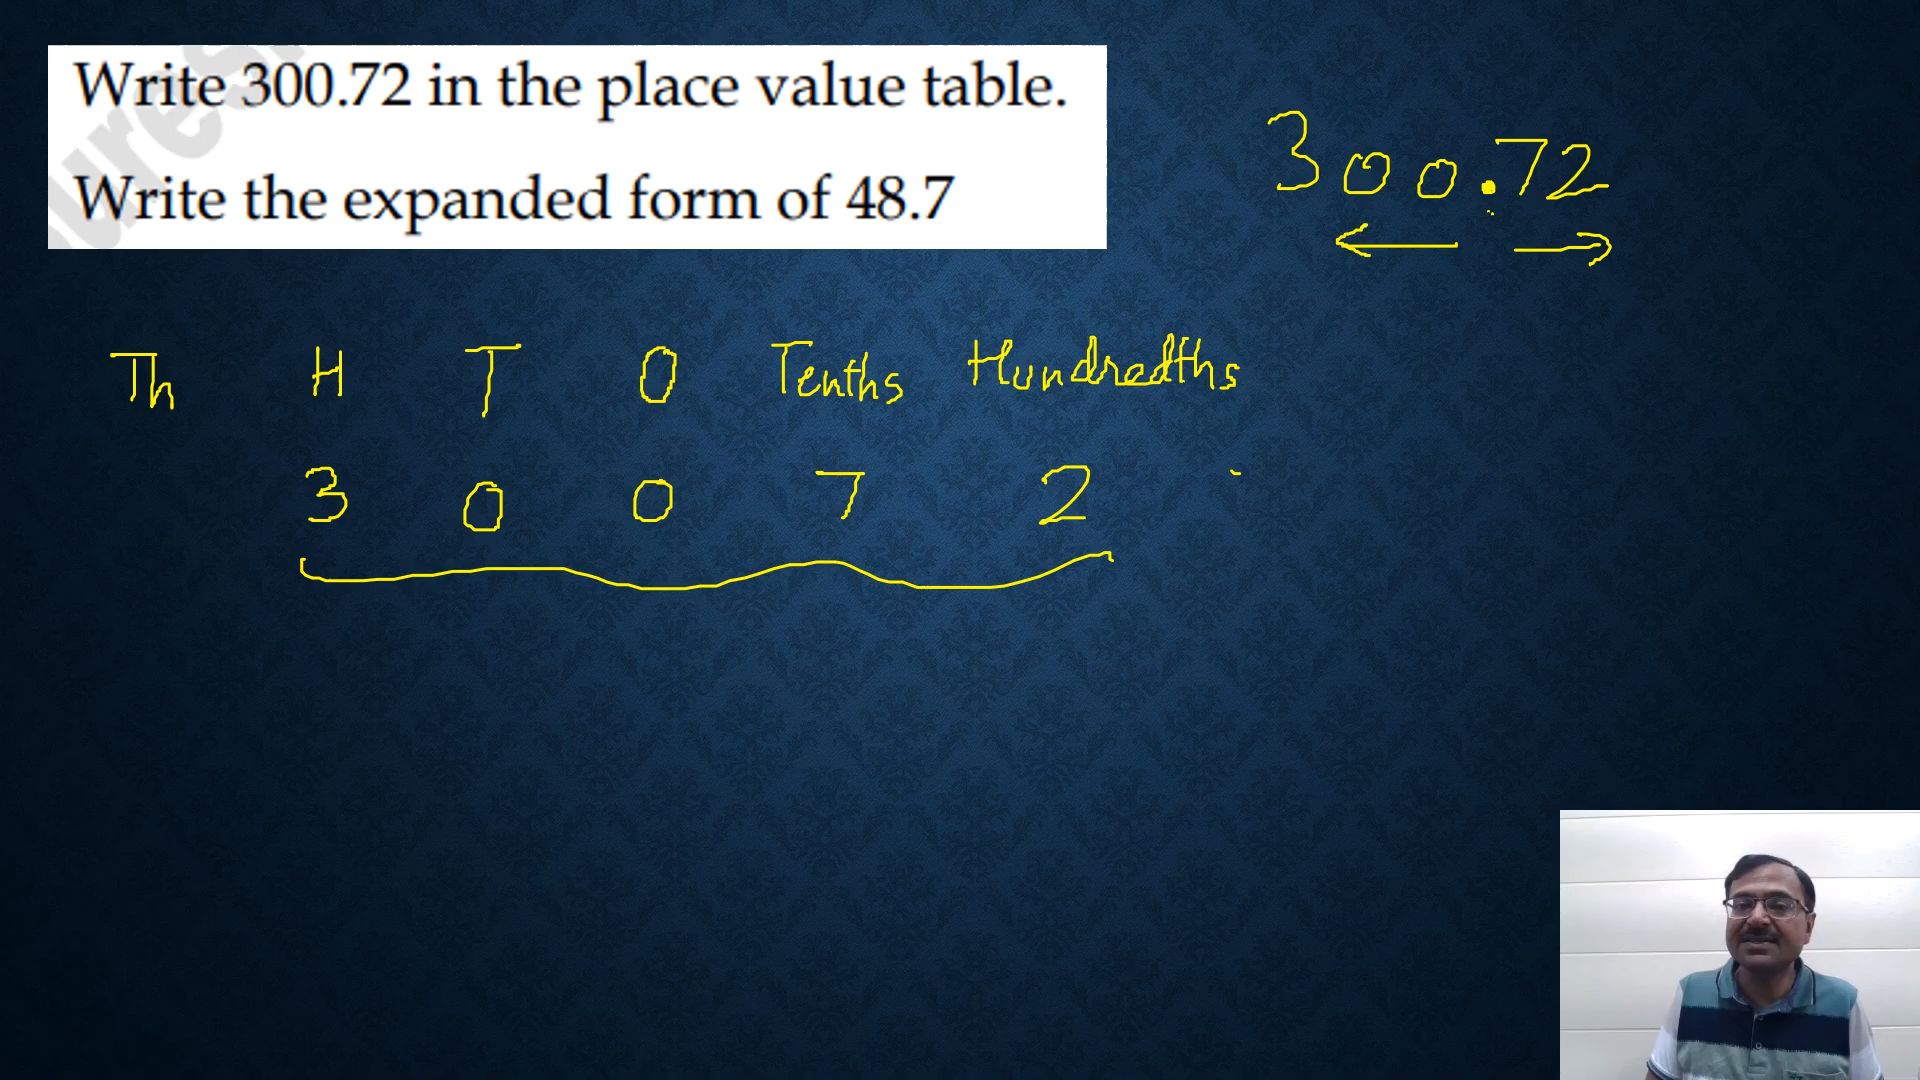 Write 300.72 in the place value table.
Write the expanded form of 48.7
300.72
Th H T O Tenths Hundredths
3 0 0 7 2